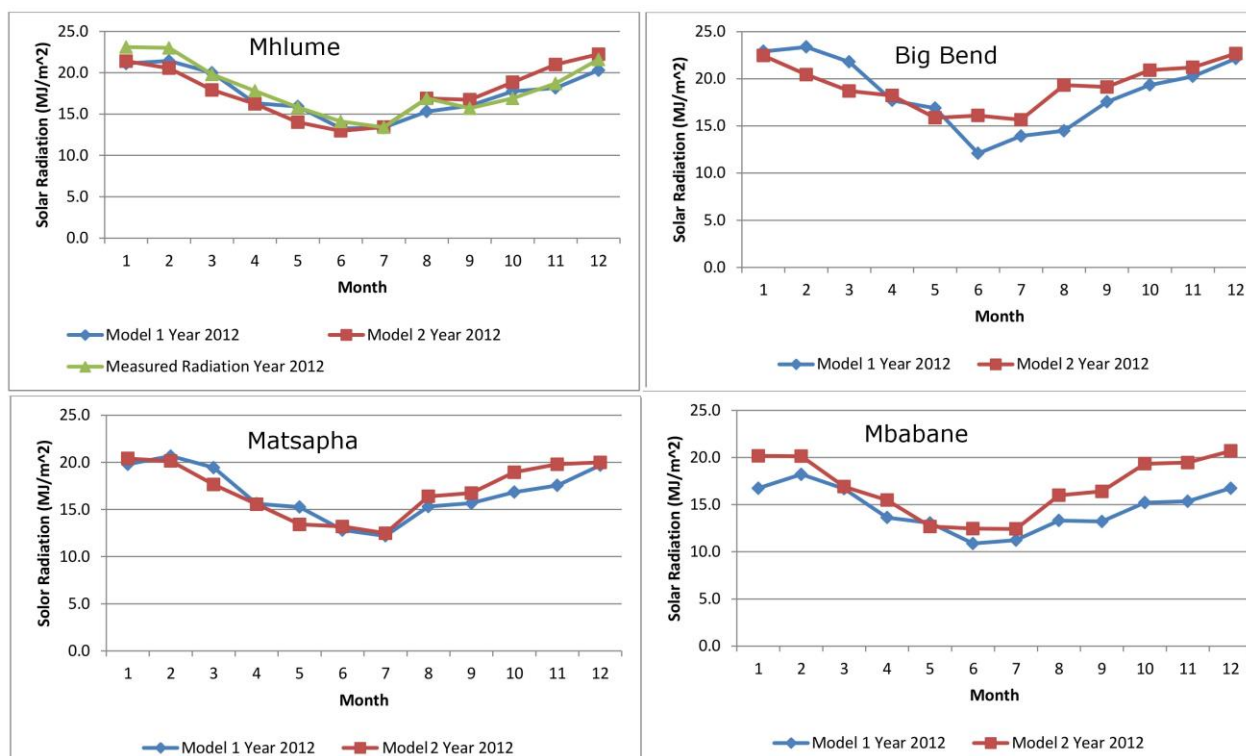 Mhlume
Solar Radiation (MJ/m^2)
25.0
20.0
15.0
10.0
5.0
0.0
1 2 3 4 5 6 7 8 9 10 11 12
Month
Model 1 Year 2012 Model 2 Year 2012
Measured Radiation Year 2012
Big Bend
Solar Radiation (MJ/m^2)
25.0
20.0
15.0
10.0
5.0
0.0
1 2 3 4 5 6 7 8 9 10 11 12
Month
Model 1 Year 2012 Model 2 Year 2012
Matsapha
Solor Radiation (MJ/m^2)
25.0
20.0
15.0
10.0
5.0
0.0
1 2 3 4 5 6 7 8 9 10 11 12
Month
Model 1 Year 2012 Model 2 Year 2012
Mbabane
Solar Radiation (MJ/m^2)
25.0
20.0
15.0
10.0
5.0
0.0
1 2 3 4 5 6 7 8 9 10 11 12
Month
Model 1 Year 2012 Model 2 Year 2012